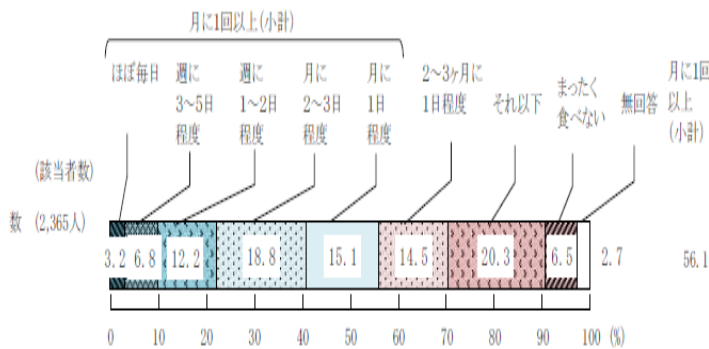 月に1回以上(小計)
ほぼ毎日
週に
3～5日
程度
週に
1～2日
程度
月に
2～3日
程度
月に
1日
程度
2～3ヶ月に
1日程度
それ以下
まったく
食べない
無回答
月に1回
以上
(小計)
(該当者数)
数 (2,365人)
3.2 6.8 12.2 18.8 15.1 14.5 20.3 6.5 2.7 56.1
0 10 20 30 40 50 60 70 80 90 100 (%)